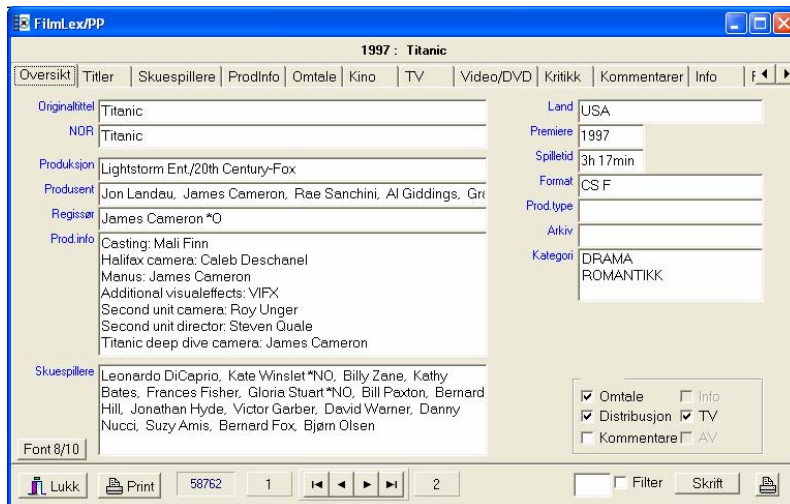 FilmLex/PP
1997 : Titanic
Oversikt Titler Skuespillere ProdInfo Omtale Kino TV Video/DVD Kritikk Kommentarer Info
Originaltittel Titanic
NOR Titanic
Produksjon Lightstorm Ent./20th Century-Fox
Produsent Jon Landau, James Cameron, Rae Sanchini, Al Giddings,
Regissør James Cameron *O
Prod.info Casting: Mali Finn
Halifax camera: Caleb Deschanel
Manus: James Cameron
Additional visualeffects: VIFX
Second unit camera: Roy Unger
Second unit director: Steven Quale
Titanic deep dive camera: James Cameron
Skuespillere Leonardo DiCaprio, Kate Winslet *NO, Billy Zane, Kathy
Bates, Frances Fisher, Gloria Stuart *NO, Bill Paxton, Bernard
Hill, Jonathan Hyde, Victor Garber, David Warner, Danny
Nucci, Suzy Amis, Bernard Fox, Bjørn Olsen
Land USA
Premiere 1997
Spilletid 3h 17min
Format CS F
Prod.type
Arkiv
Kategori DRAMA
ROMANTIKK
Omtale Info
Distribusjon TV
Kommentare AV
Font 8/10
Lukk Print 58762 1 2 Filter Skrift